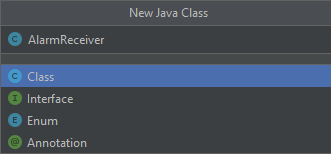 New Java Class
C AlarmReceiver
C Class
I Interface
E Enum
@ Annotation